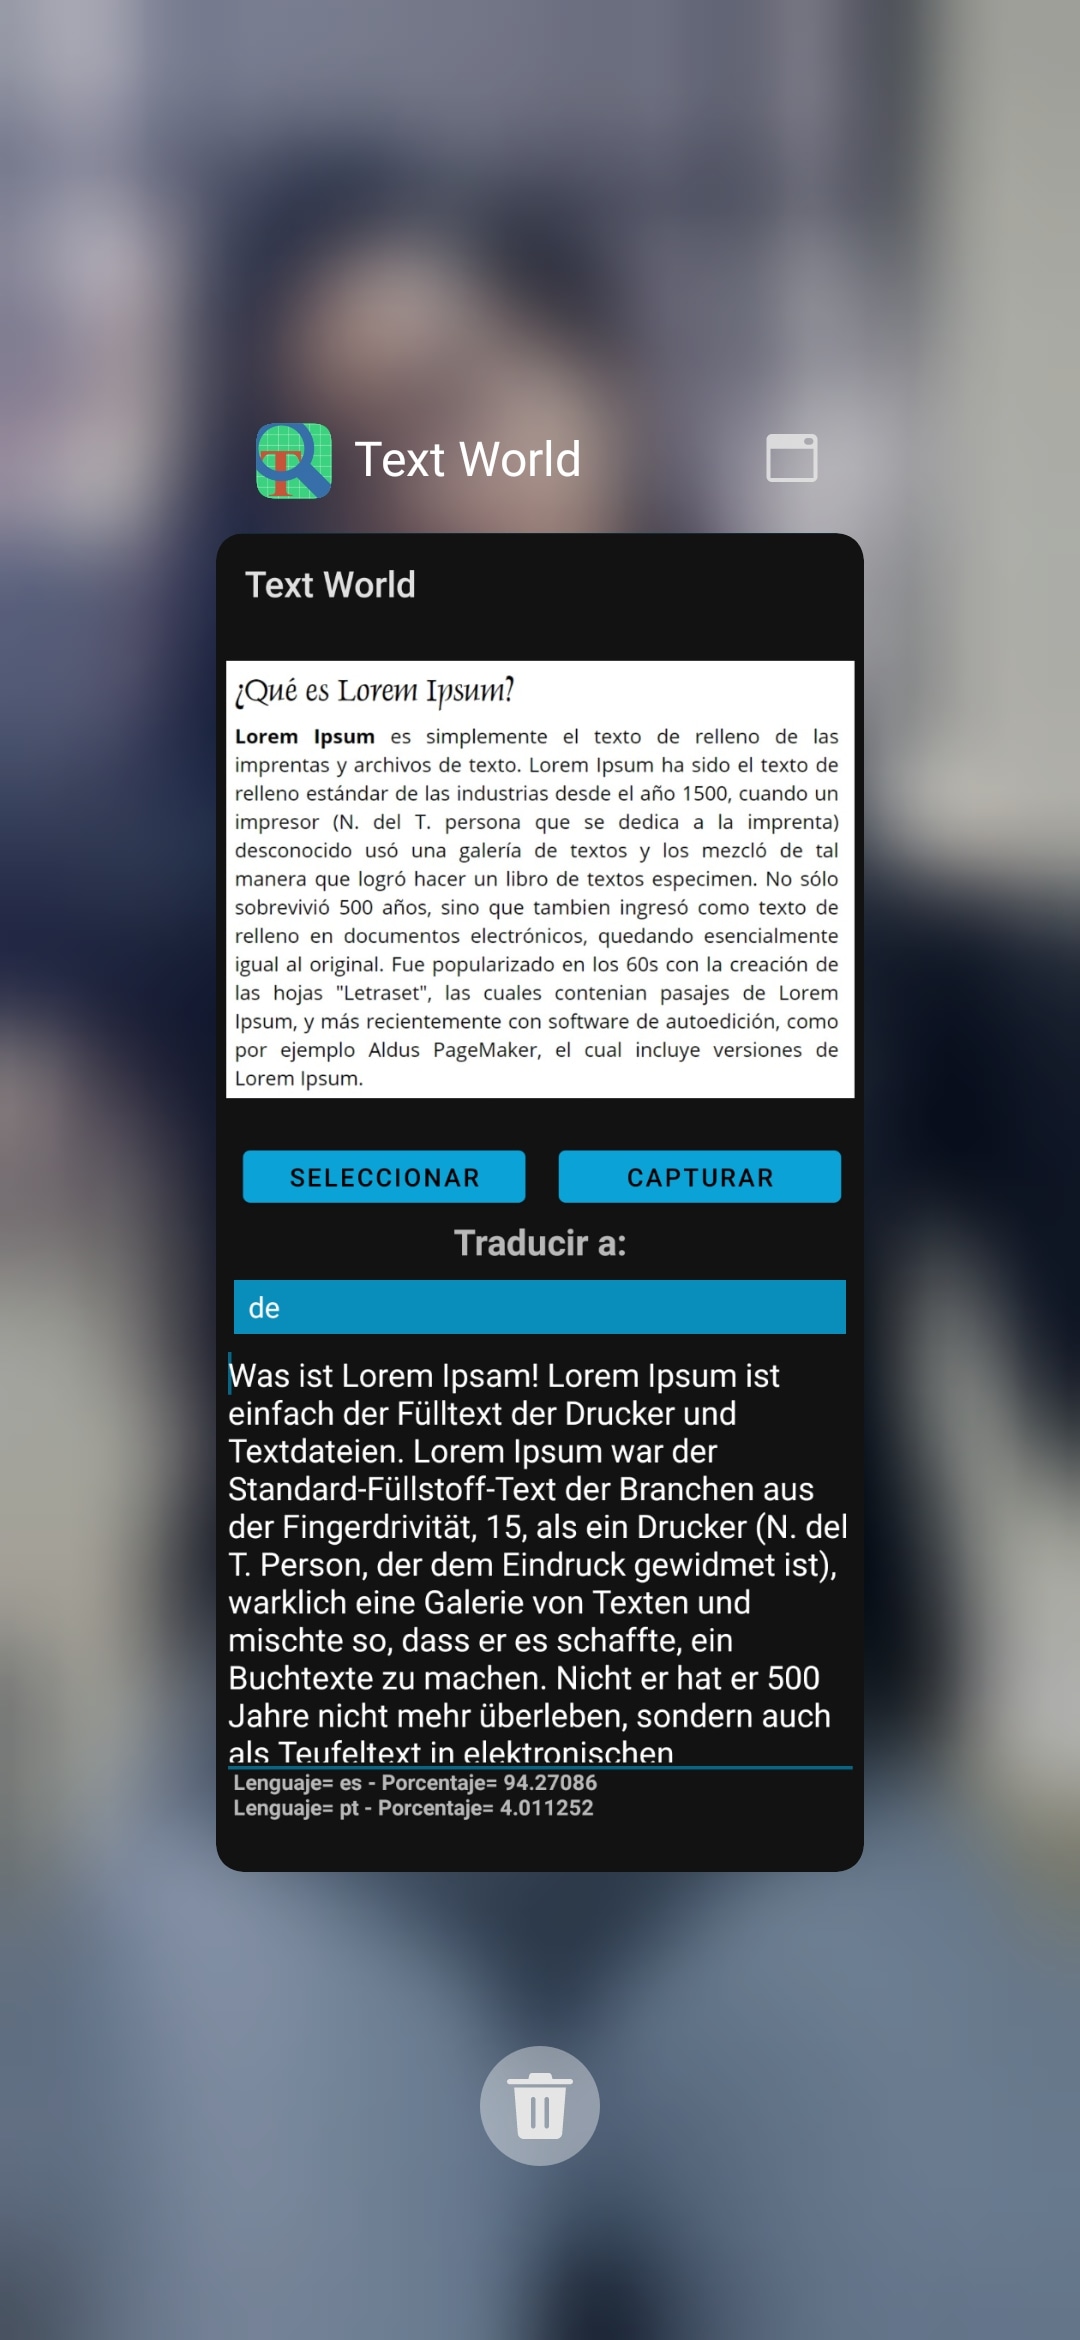 Text World
Text World
¿Qué es Lorem Ipsum?
Lorem Ipsum es simplemente el texto de relleno de las
imprentas y archivos de texto. Lorem Ipsum ha sido el texto de
relleno estándar de las industrias desde el año 1500, cuando un
impresor (N. del T. persona que se dedica a la imprenta)
desconocido usó una galería de textos y los mezcló de tal
manera que logró hacer un libro de textos especimen. No sólo
sobrevivió 500 años, sino que tambien ingresó como texto de
relleno en documentos electrónicos, quedando esencialmente
igual al original. Fue popularizado en los 60s con la creación de
las hojas "Letraset", las cuales contenian pasajes de Lorem
Ipsum, y más recientemente con software de autoedición, como
por ejemplo Aldus PageMaker, el cual incluye versiones de
Lorem Ipsum.
SELECCIONAR CAPTURAR
Traducir a:
de
Was ist Lorem Ipsam! Lorem Ipsum ist
einfach der Fülltext der Drucker und
Textdateien. Lorem Ipsum war der
Standard-Füllstoff-Text der Branchen aus
der Fingerdrivität, 15, als ein Drucker (N. del
T. Person, der dem Eindruck gewidmet ist),
warklich eine Galerie von Texten und
mischte so, dass er es schaffte, ein
Buchtexte zu machen. Nicht er hat er 500
Jahre nicht mehr überleben, sondern auch
als Teufeltext in elektronischen
Lenguaje= es - Porcentaje= 94.27086
Lenguaje= pt - Porcentaje= 4.011252